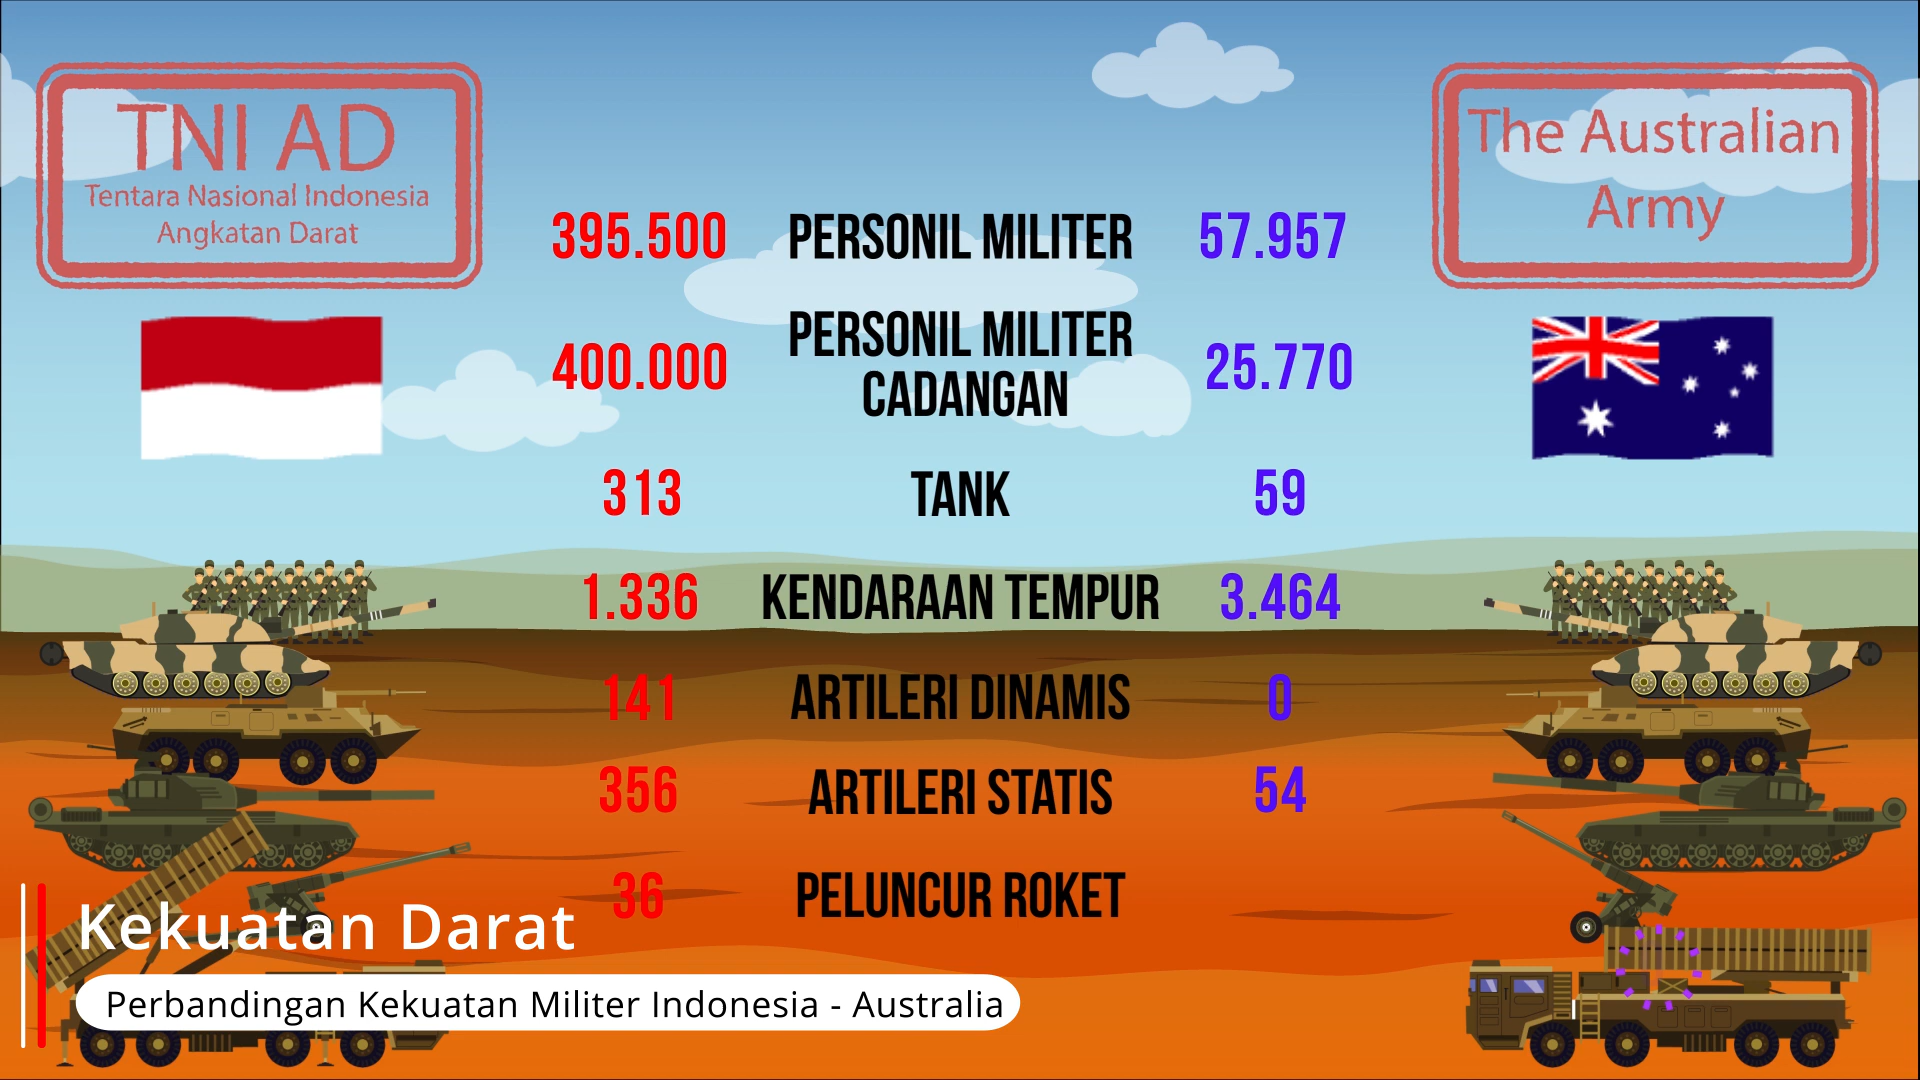 TNI AD
Tentara Nasional Indonesia
Angkatan Darat
The Australian
Army
395.500 PERSONIL MILITER 57.957
PERSONIL MILITER
400.000 CADANGAN 25.770
313 TANK 59
1.336 KENDARAAN TEMPUR 3.464
141 ARTILERI DINAMIS 0
356 ARTILERI STATIS 54
36 PELUNCUR ROKET
Kekuatan Darat
Perbandingan Kekuatan Militer Indonesia - Australia